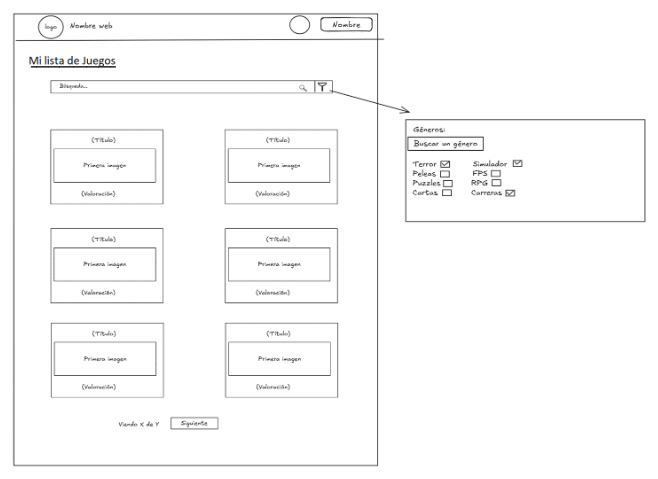 logo Nombre web Nombre
Mi lista de Juegos
Búsqueda...
Géneros:
Buscar un género
Terror Simulador
Peleas FPS
Puzzles RPG
Cartas Carreras
(Título) (Título)
Primera imagen Primera imagen
(Valoración) (Valoración)
(Título) (Título)
Primera imagen Primera imagen
(Valoración) (Valoración)
(Título) (Título)
Primera imagen Primera imagen
(Valoración) (Valoración)
Viendo X de Y Siguiente